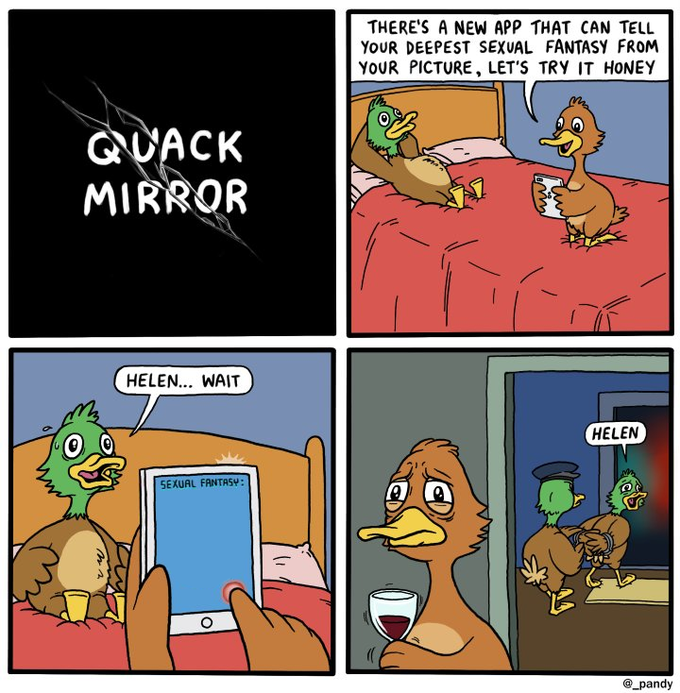 QUACK
MIRROR
THERE'S A NEW APP THAT CAN TELL
YOUR DEEPEST SEXUAL FANTASY FROM
YOUR PICTURE, LET'S TRY IT HONEY
HELEN... WAIT
SEXUAL FANTASY:
HELEN
@_pandy